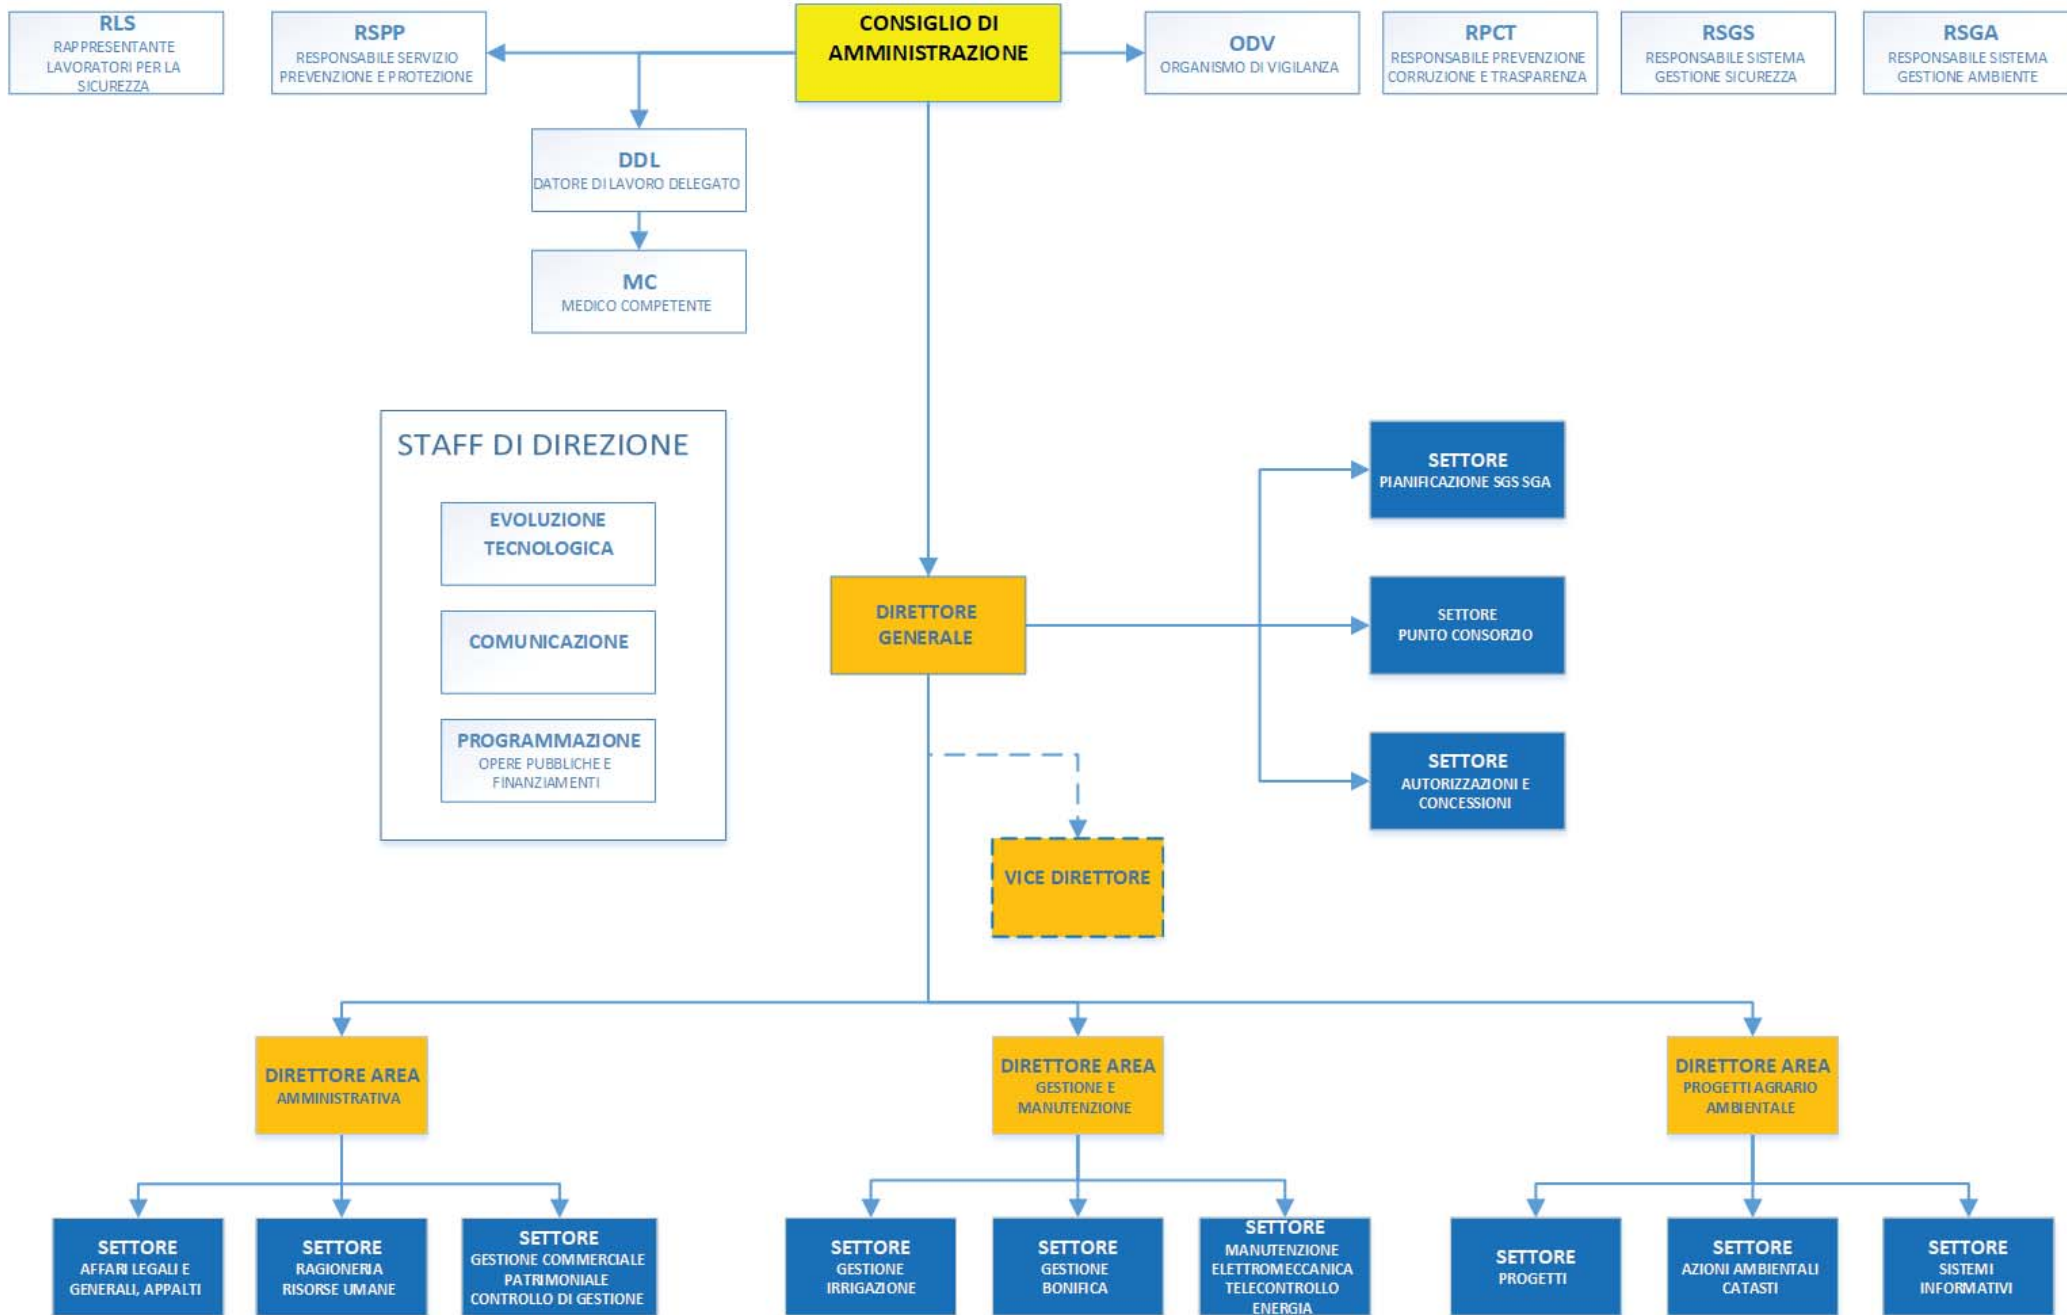 RLS
RAPPRESENTANTE
LAVORATORI PER LA
SICUREZZA
RSPP
RESPONSABILE SERVIZIO
PREVENZIONE E PROTEZIONE
CONSIGLIO DI
AMMINISTRAZIONE
ODV
ORGANISMO DI VIGILANZA
RPCT
RESPONSABILE PREVENZIONE
CORRUZIONE E TRASPARENZA
RSGS
RESPONSABILE SISTEMA
GESTIONE SICUREZZA
RSGA
RESPONSABILE SISTEMA
GESTIONE AMBIENTE
DDL
DATORE DI LAVORO DELEGATO
MC
MEDICO COMPETENTE
STAFF DI DIREZIONE
EVOLUZIONE
TECNOLOGICA
COMUNICAZIONE
PROGRAMMAZIONE
OPERE PUBBLICHE E
FINANZIAMENTI
SETTORE
PIANIFICAZIONE SGS SGA
DIRETTORE
GENERALE
SETTORE
PUNTO CONSORZIO
SETTORE
AUTORIZZAZIONI E
CONCESSIONI
VICE DIRETTORE
DIRETTORE AREA
AMMINISTRATIVA
DIRETTORE AREA
GESTIONE E
MANUTENZIONE
DIRETTORE AREA
PROGETTI AGRARIO
AMBIENTALE
SETTORE
AFFARI LEGALI E
GENERALI, APPALTI
SETTORE
RAGIONERIA
RISORSE UMANE
SETTORE
GESTIONE COMMERCIALE
PATRIMONIALE
CONTROLLO DI GESTIONE
SETTORE
GESTIONE
IRRIGAZIONE
SETTORE
GESTIONE
BONIFICA
SETTORE
MANUTENZIONE
ELETTROMECCANICA
TELECONTROLLO
ENERGIA
SETTORE
PROGETTI
SETTORE
AZIONI AMBIENTALI
CATASTI
SETTORE
SISTEMI
INFORMATIVI